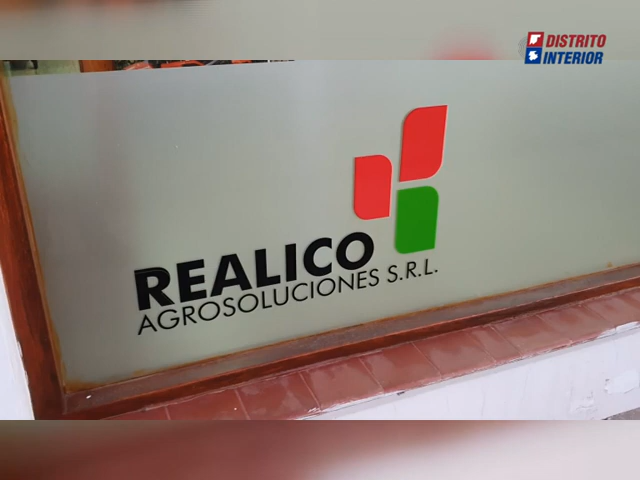 DISTRITO
INTERIOR
REALICO
AGROSOLUCIONES S.R.L.